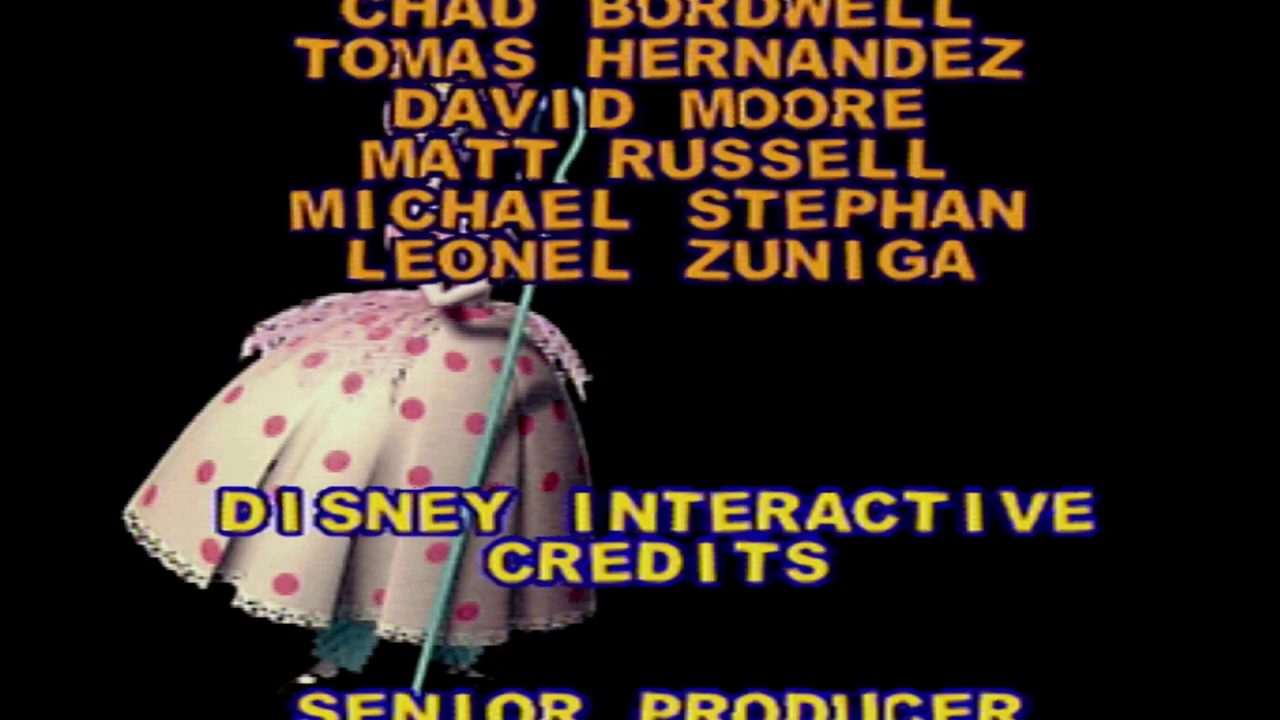 CHAD BORDWELL
TOMAS HERNANDEZ
DAVID MOORE
MATT RUSSELL
MICHAEL STEPHAN
LEONEL ZUNIGA
DISNEY INTERACTIVE
CREDITS
SENIOR PRODUCER